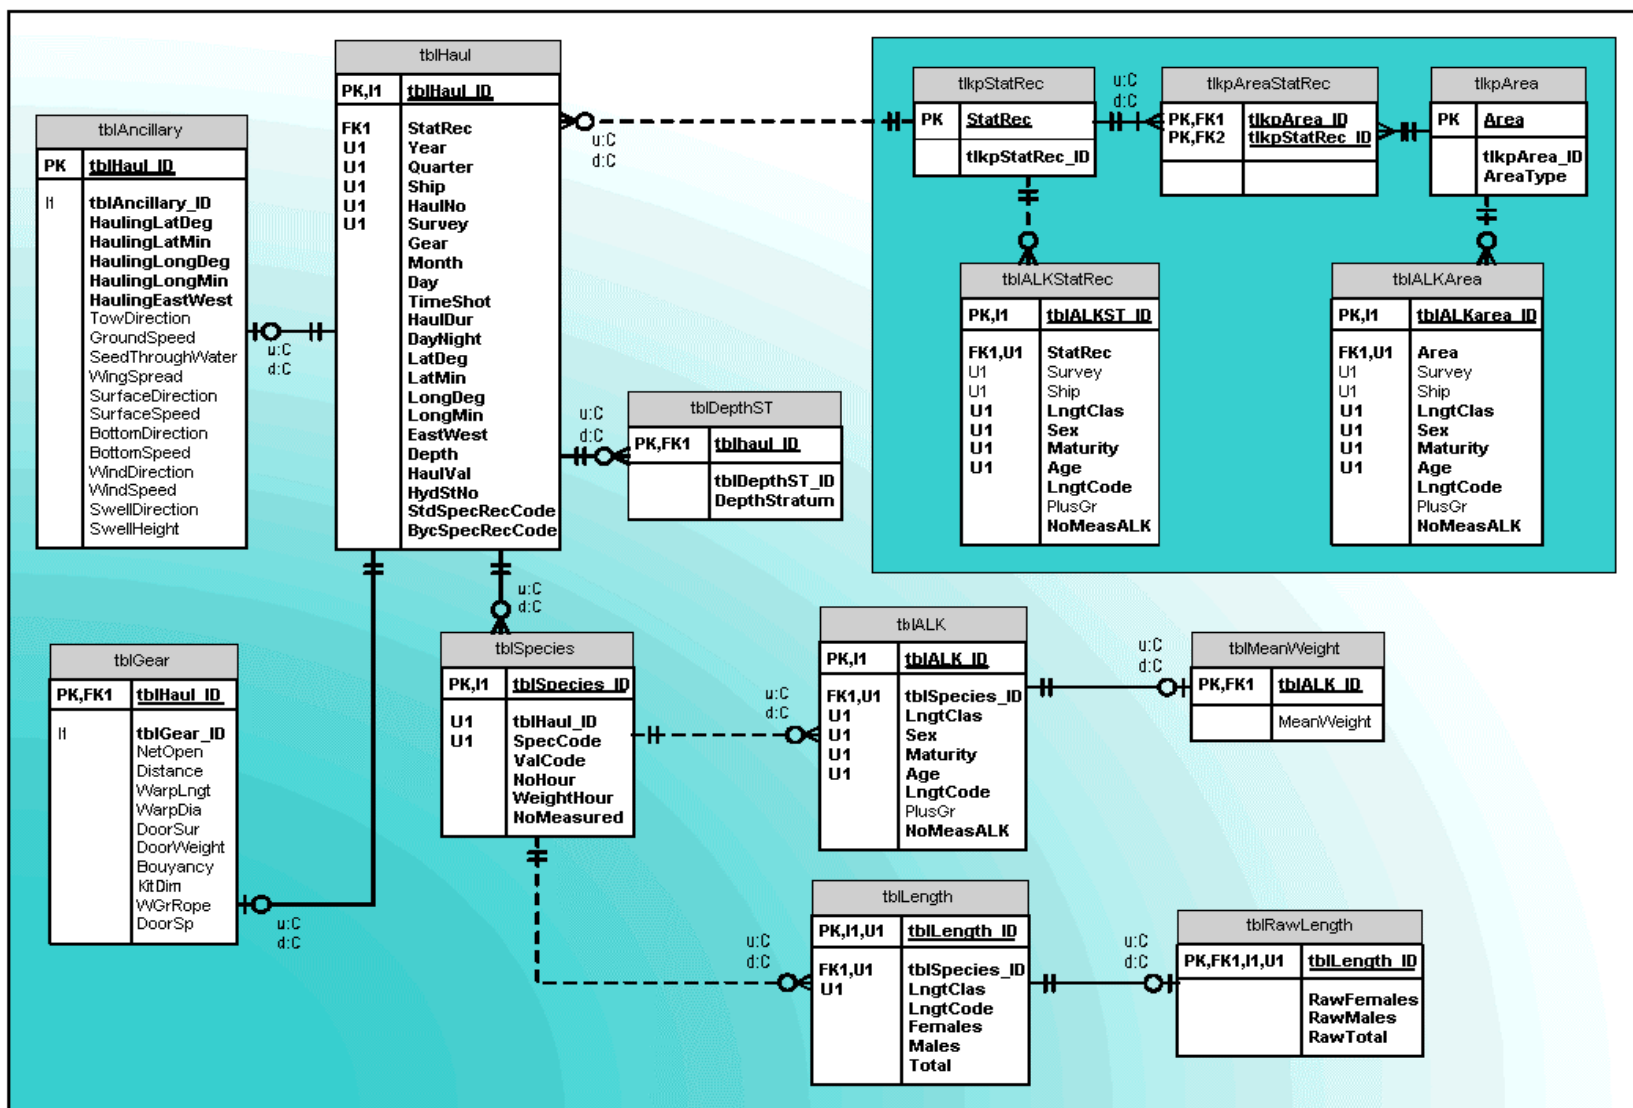 tblHaul
PK,I1 tblHaul_ID
FK1 StatRec
U1 Year
U1 Quarter
U1 Ship
U1 HaulNo
U1 Survey
Gear
Month
Day
TimeShot
HaulDur
DayNight
LatDeg
LatMin
LongDeg
LongMin
EastWest
Depth
HaulVal
HydStNo
StdSpecRecCode
BycSpecRecCode
tblAncillary
PK tblHaul_ID
I1 tblAncillary_ID
HaulingLatDeg
HaulingLatMin
HaulingLongDeg
HaulingLongMin
HaulingEastWest
TowDirection
GroundSpeed
SeedThroughWater
WingSpread
SurfaceDirection
SurfaceSpeed
BottomDirection
BottomSpeed
WindDirection
WindSpeed
SwellDirection
SwellHeight
u:C
d:C
u:C
d:C
tlkpStatRec
PK StatRec
tlkpStatRec_ID
u:C
d:C
tlkpAreaStatRec
PK,FK1 tlkpArea_ID
PK,FK2 tlkpStatRec_ID
tlkpArea
PK Area
tlkpArea_ID
AreaType
tblALKStatRec
PK,I1 tblALKST_ID
FK1,U1 StatRec
U1 Survey
U1 Ship
U1 LngtClas
U1 Sex
U1 Maturity
U1 Age
LngtCode
PlusGr
NoMeasALK
tblALKArea
PK,I1 tblALKarea_ID
FK1,U1 Area
U1 Survey
U1 Ship
U1 LngtClas
U1 Sex
U1 Maturity
U1 Age
LngtCode
PlusGr
NoMeasALK
u:C
d:C
tblDepthST
PK,FK1 tblhaul_ID
tblDepthST_ID
DepthStratum
u:C
d:C
tblGear
PK,FK1 tblHaul_ID
I1 tblGear_ID
NetOpen
Distance
WarpLngt
WarpDia
DoorSur
DoorWeight
Bouyancy
KitDim
WGrRope
DoorSp
u:C
d:C
tblSpecies
PK,I1 tblSpecies_ID
U1 tblHaul_ID
U1 SpecCode
ValCode
NoHour
WeightHour
NoMeasured
u:C
d:C
tblALK
PK,I1 tblALK_ID
FK1,U1 tblSpecies_ID
U1 LngtClas
U1 Sex
U1 Maturity
U1 Age
LngtCode
PlusGr
NoMeasALK
u:C
d:C
tblMeanWeight
PK,FK1 tblALK_ID
MeanWeight
u:C
d:C
tblLength
PK,I1,U1 tblLength_ID
FK1,U1 tblSpecies_ID
U1 LngtClas
LngtCode
Females
Males
Total
u:C
d:C
tblRawLength
PK,FK1,I1,U1 tblLength_ID
RawFemales
RawMales
RawTotal